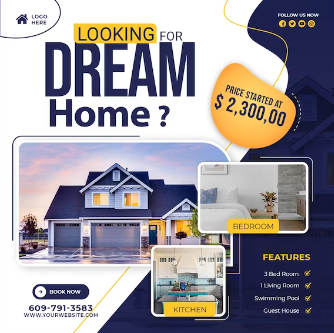 LOGO
HERE
FOLLOW US NOW
LOOKING FOR
DREAM
Home ?
PRICE STARTED AT
$ 2,300,00
BEDROOM
KITCHEN
FEATURES
3 Bed Room
1 Living Room
Swimming Pool
Guest House
BOOK NOW
609-791-3583
WWW.YOURWEBSITE.COM